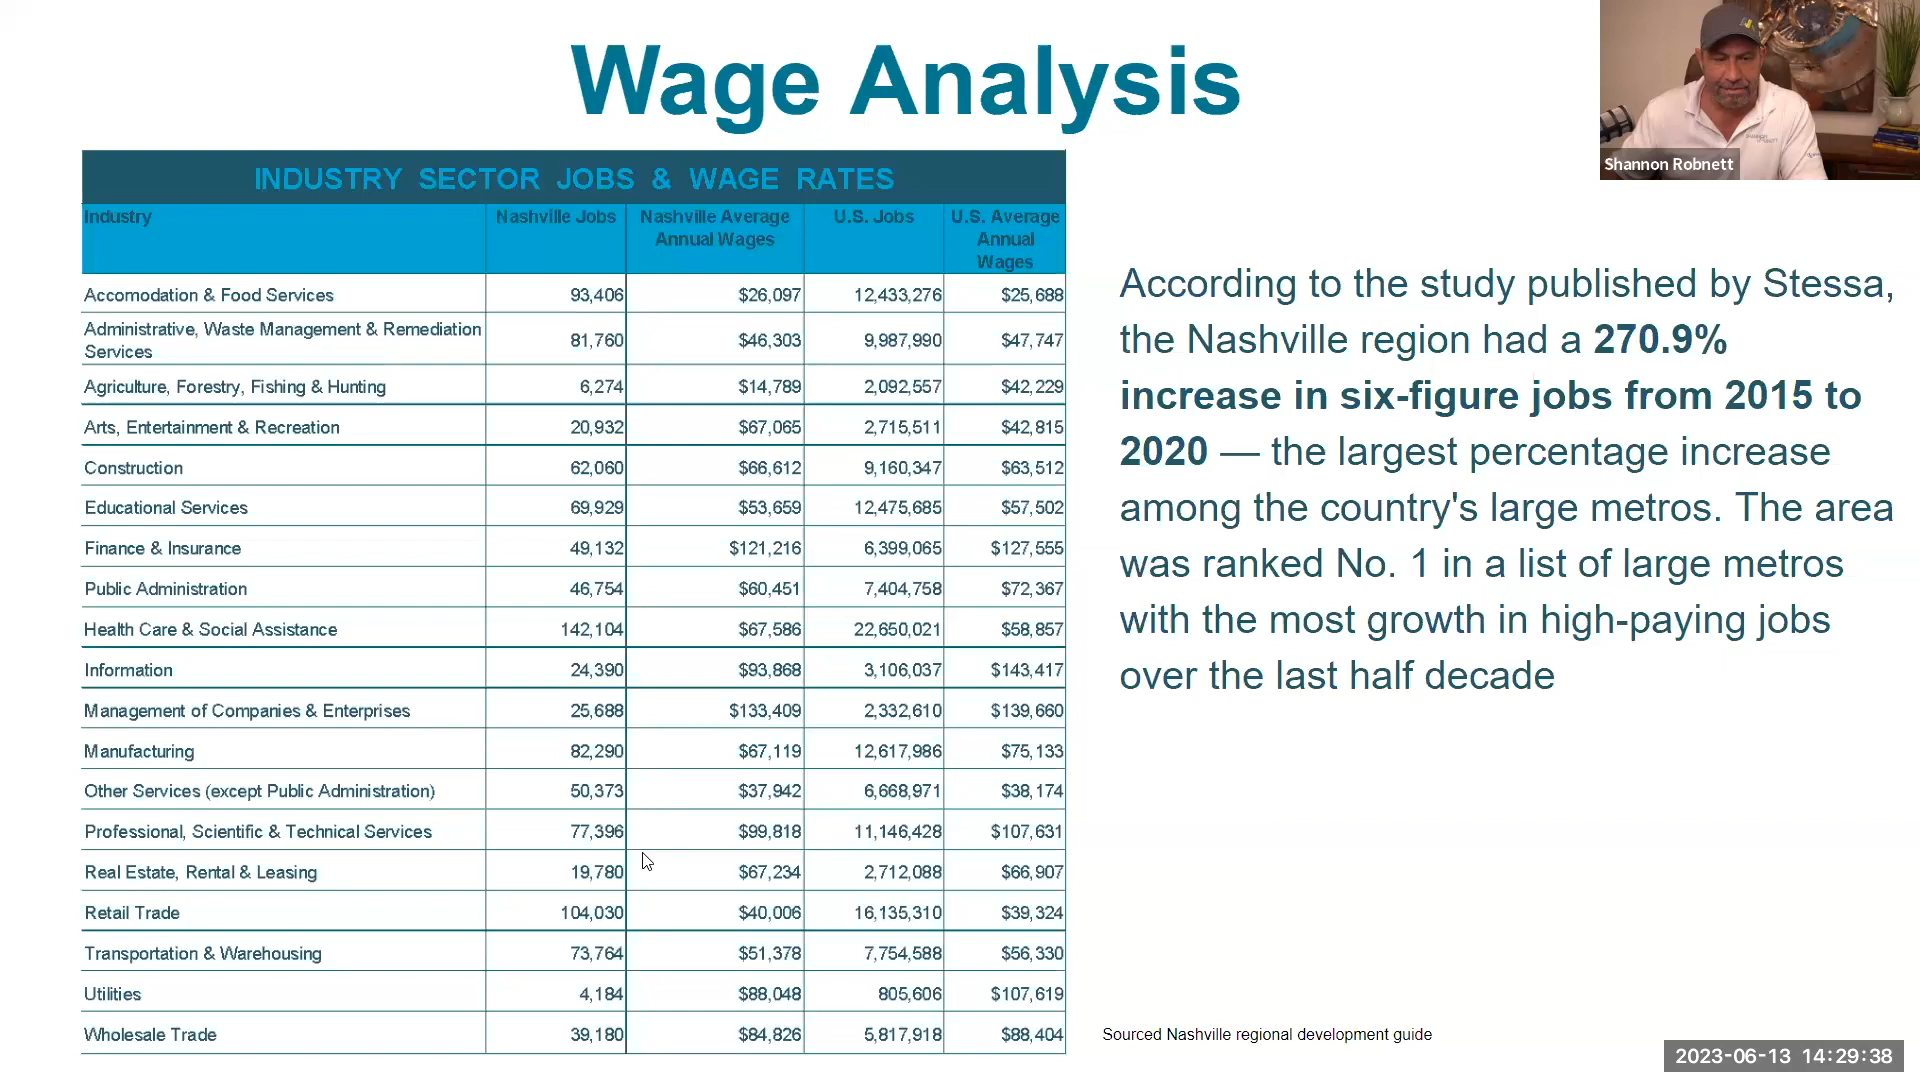 Wage Analysis
Shannon Robnett
INDUSTRY SECTOR JOBS & WAGE RATES
Industry Nashville Jobs Nashville Average Annual Wages U.S. Jobs U.S. Average Annual Wages
Accomodation & Food Services 93,406 $26,097 12,433,276 $25,688
Administrative, Waste Management & Remediation Services 81,760 $46,303 9,987,990 $47,747
Agriculture, Forestry, Fishing & Hunting 6,274 $14,789 2,092,557 $42,229
Arts, Entertainment & Recreation 20,932 $67,065 2,715,511 $42,815
Construction 62,060 $66,612 9,160,347 $63,512
Educational Services 69,929 $53,659 12,475,685 $57,502
Finance & Insurance 49,132 $121,216 6,399,065 $127,555
Public Administration 46,754 $60,451 7,404,758 $72,367
Health Care & Social Assistance 142,104 $67,586 22,650,021 $58,857
Information 24,390 $93,868 3,106,037 $143,417
Management of Companies & Enterprises 25,688 $133,409 2,332,610 $139,660
Manufacturing 82,290 $67,119 12,617,986 $75,133
Other Services (except Public Administration) 50,373 $37,942 6,668,971 $38,174
Professional, Scientific & Technical Services 77,396 $99,818 11,146,428 $107,631
Real Estate, Rental & Leasing 19,780 $67,234 2,712,088 $66,907
Retail Trade 104,030 $40,006 16,135,310 $39,324
Transportation & Warehousing 73,764 $51,378 7,754,588 $56,330
Utilities 4,184 $88,048 805,606 $107,619
Wholesale Trade 39,180 $84,826 5,817,918 $88,404
According to the study published by Stessa,
the Nashville region had a 270.9%
increase in six-figure jobs from 2015 to
2020 — the largest percentage increase
among the country's large metros. The area
was ranked No. 1 in a list of large metros
with the most growth in high-paying jobs
over the last half decade
Sourced Nashville regional development guide
2023-06-13 14:29:38